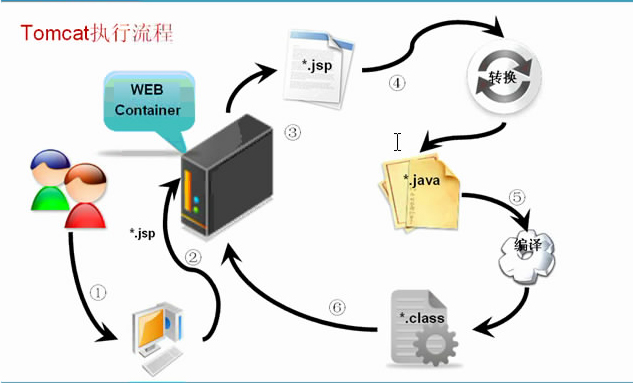 Tomcat执行流程
WEB
Container
*.jsp
④
转换
③
*.java
⑤
编译
*.jsp
②
①
⑥
*.class